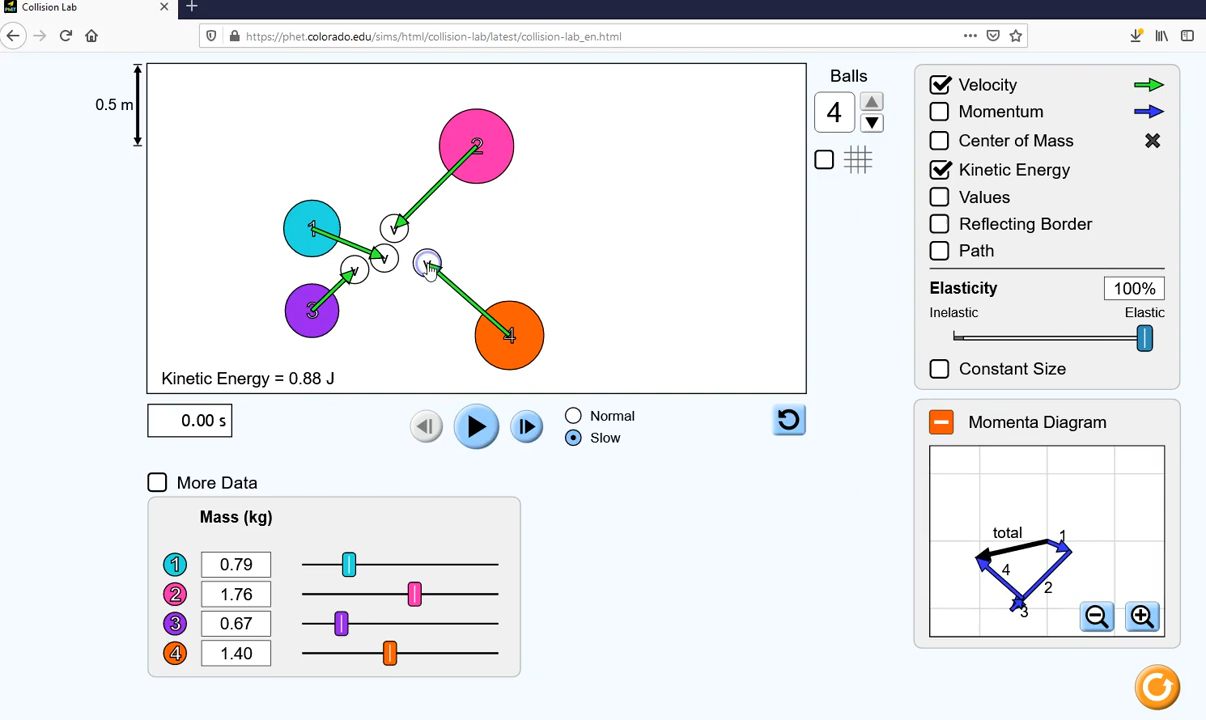 Collision Lab
https://phet.colorado.edu/sims/html/collision-lab/latest/collision-lab_en.html
0.5 m
2
v
1
v
v
v
3
4
Kinetic Energy = 0.88 J
Balls
4
Velocity
Momentum
Center of Mass
Kinetic Energy
Values
Reflecting Border
Path
Elasticity 100%
Inelastic Elastic
Constant Size
0.00 s
Normal
Slow
Momenta Diagram
total
1
4
2
3
More Data
Mass (kg)
1 0.79
2 1.76
3 0.67
4 1.40